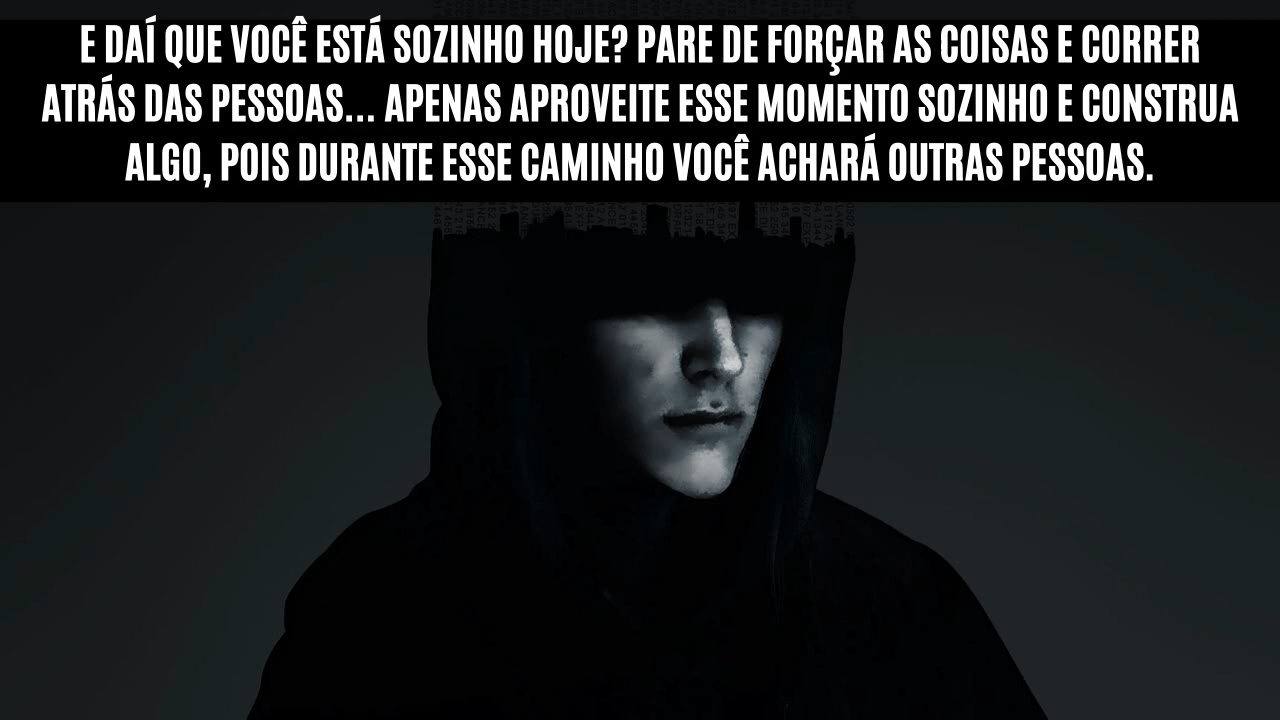 E DAÍ QUE VOCÊ ESTÁ SOZINHO HOJE? PARE DE FORÇAR AS COISAS E CORRER
ATRÁS DAS PESSOAS... APENAS APROVEITE ESSE MOMENTO SOZINHO E CONSTRUA
ALGO, POIS DURANTE ESSE CAMINHO VOCÊ ACHARÁ OUTRAS PESSOAS.